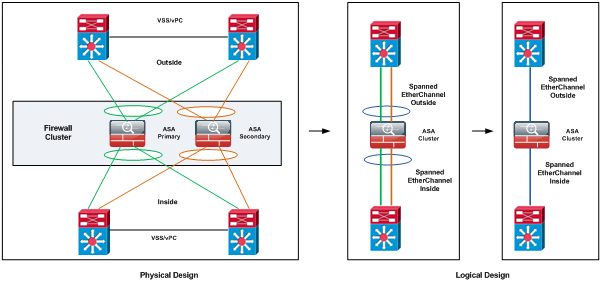 VSS/vPC
Outside
Firewall
Cluster
ASA
Primary
ASA
Secondary
Inside
VSS/vPC
Physical Design
Spanned
EtherChannel
Outside
ASA
Cluster
Spanned
EtherChannel
Inside
Spanned
EtherChannel
Outside
ASA
Cluster
Spanned
EtherChannel
Inside
Logical Design